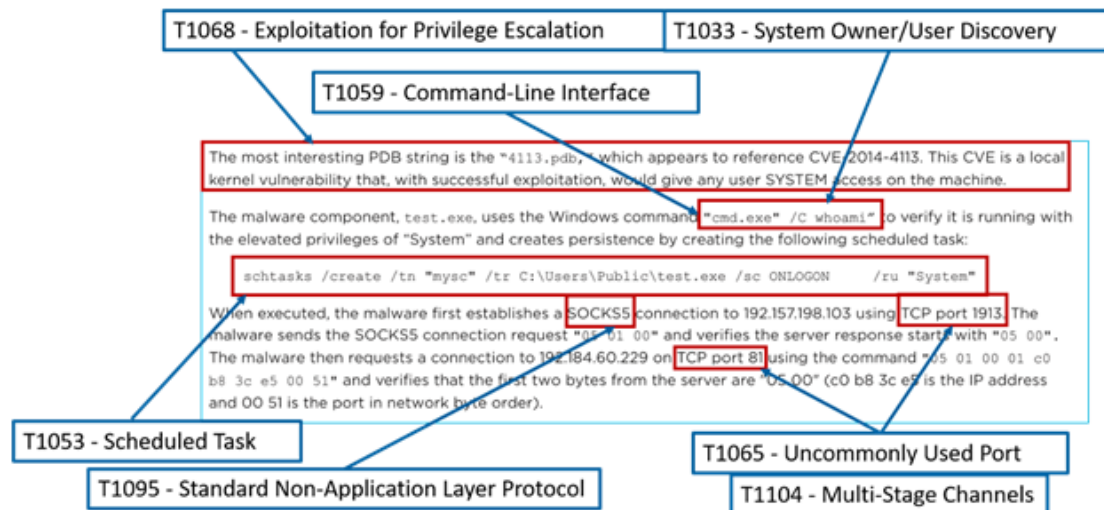 T1068 - Exploitation for Privilege Escalation
T1033 - System Owner/User Discovery
T1059 - Command-Line Interface
The most interesting PDB string is the "4113.pdb," which appears to reference CVE-2014-4113. This CVE is a local
kernel vulnerability that, with successful exploitation, would give any user SYSTEM access on the machine.
The malware component, test.exe, uses the Windows command "cmd.exe" /C whoami" to verify it is running with
the elevated privileges of "System" and creates persistence by creating the following scheduled task:
schtasks /create /tn "mysc" /tr C:\Users\Public\test.exe /sc ONLOGON /ru "System"
When executed, the malware first establishes a SOCKS5 connection to 192.157.198.103 using TCP port 1913. The
malware sends the SOCKS5 connection request "05 01 00" and verifies the server response starts with "05 00".
The malware then requests a connection to 192.184.60.229 on TCP port 81 using the command "05 01 00 01 c0
b8 3c e5 00 51" and verifies that the first two bytes from the server are "05 00" (c0 b8 3c e5 is the IP address
and 00 51 is the port in network byte order).
T1053 - Scheduled Task
T1065 - Uncommonly Used Port
T1095 - Standard Non-Application Layer Protocol
T1104 - Multi-Stage Channels